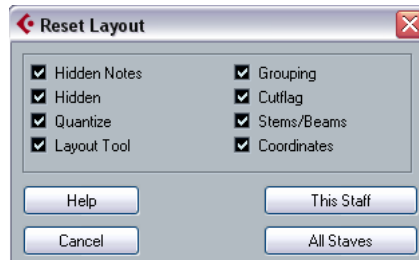 Reset Layout
Hidden Notes
Hidden
Quantize
Layout Tool
Grouping
Cutflag
Stems/Beams
Coordinates
Help
This Staff
Cancel
All Staves